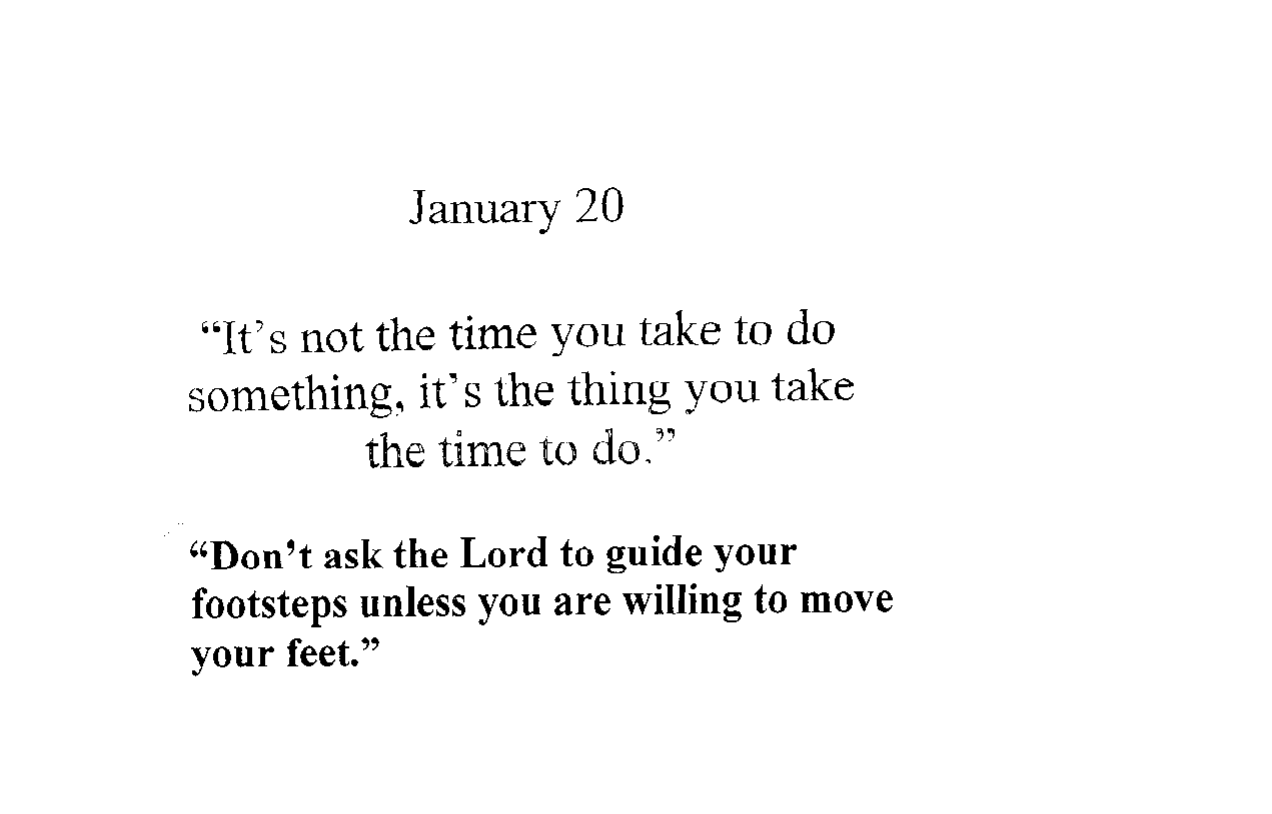 January 20
“It’s not the time you take to do
something, it’s the thing you take
the time to do.”
“Don’t ask the Lord to guide your
footsteps unless you are willing to move
your feet.”